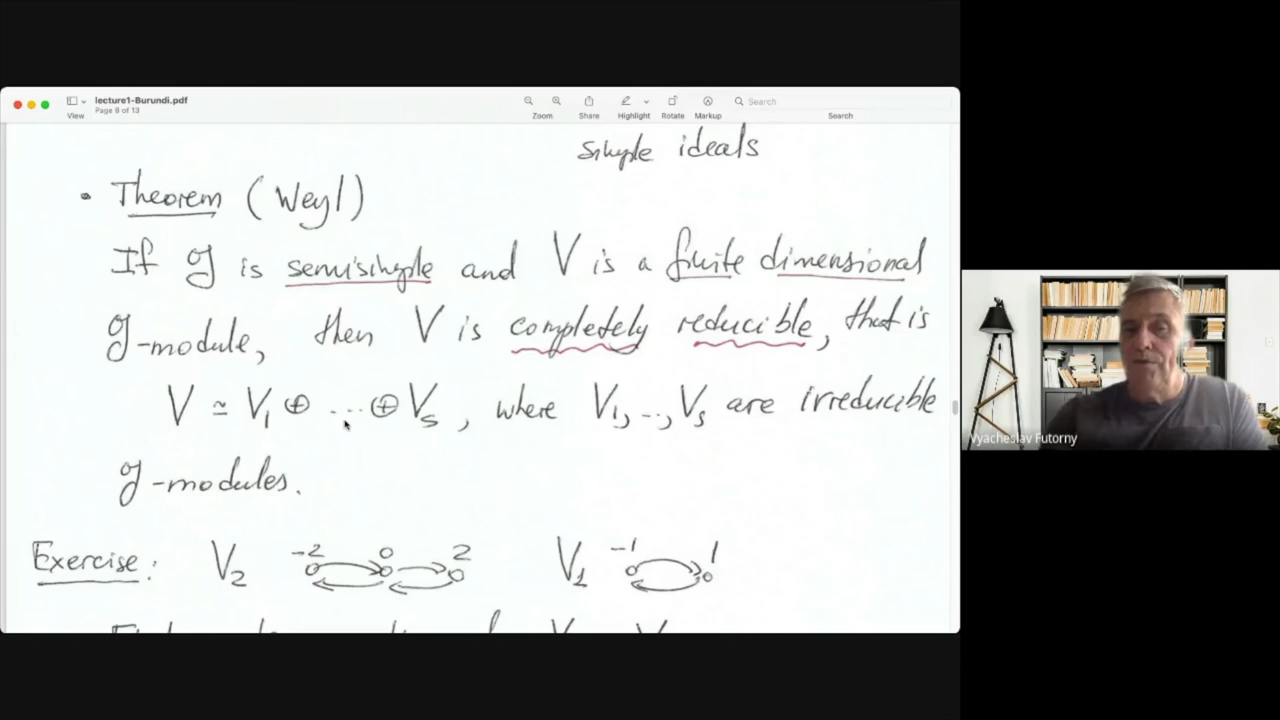 lecture1-Burundi.pdf
Page 8 of 13
View
Zoom
Share
Highlight
Rotate
Markup
Search
Search
simple ideals
• Theorem (Weyl)
If g is semisimple and V is a finite dimensional
g-module, then V is completely reducible, that is
V ≃ V₁ ⊕ ... ⊕ Vₛ, where V₁, .., Vₛ are irreducible
g-modules.
Exercise: V₂ -2 0 2 V₁ -1 1
Vyacheslav Futorny